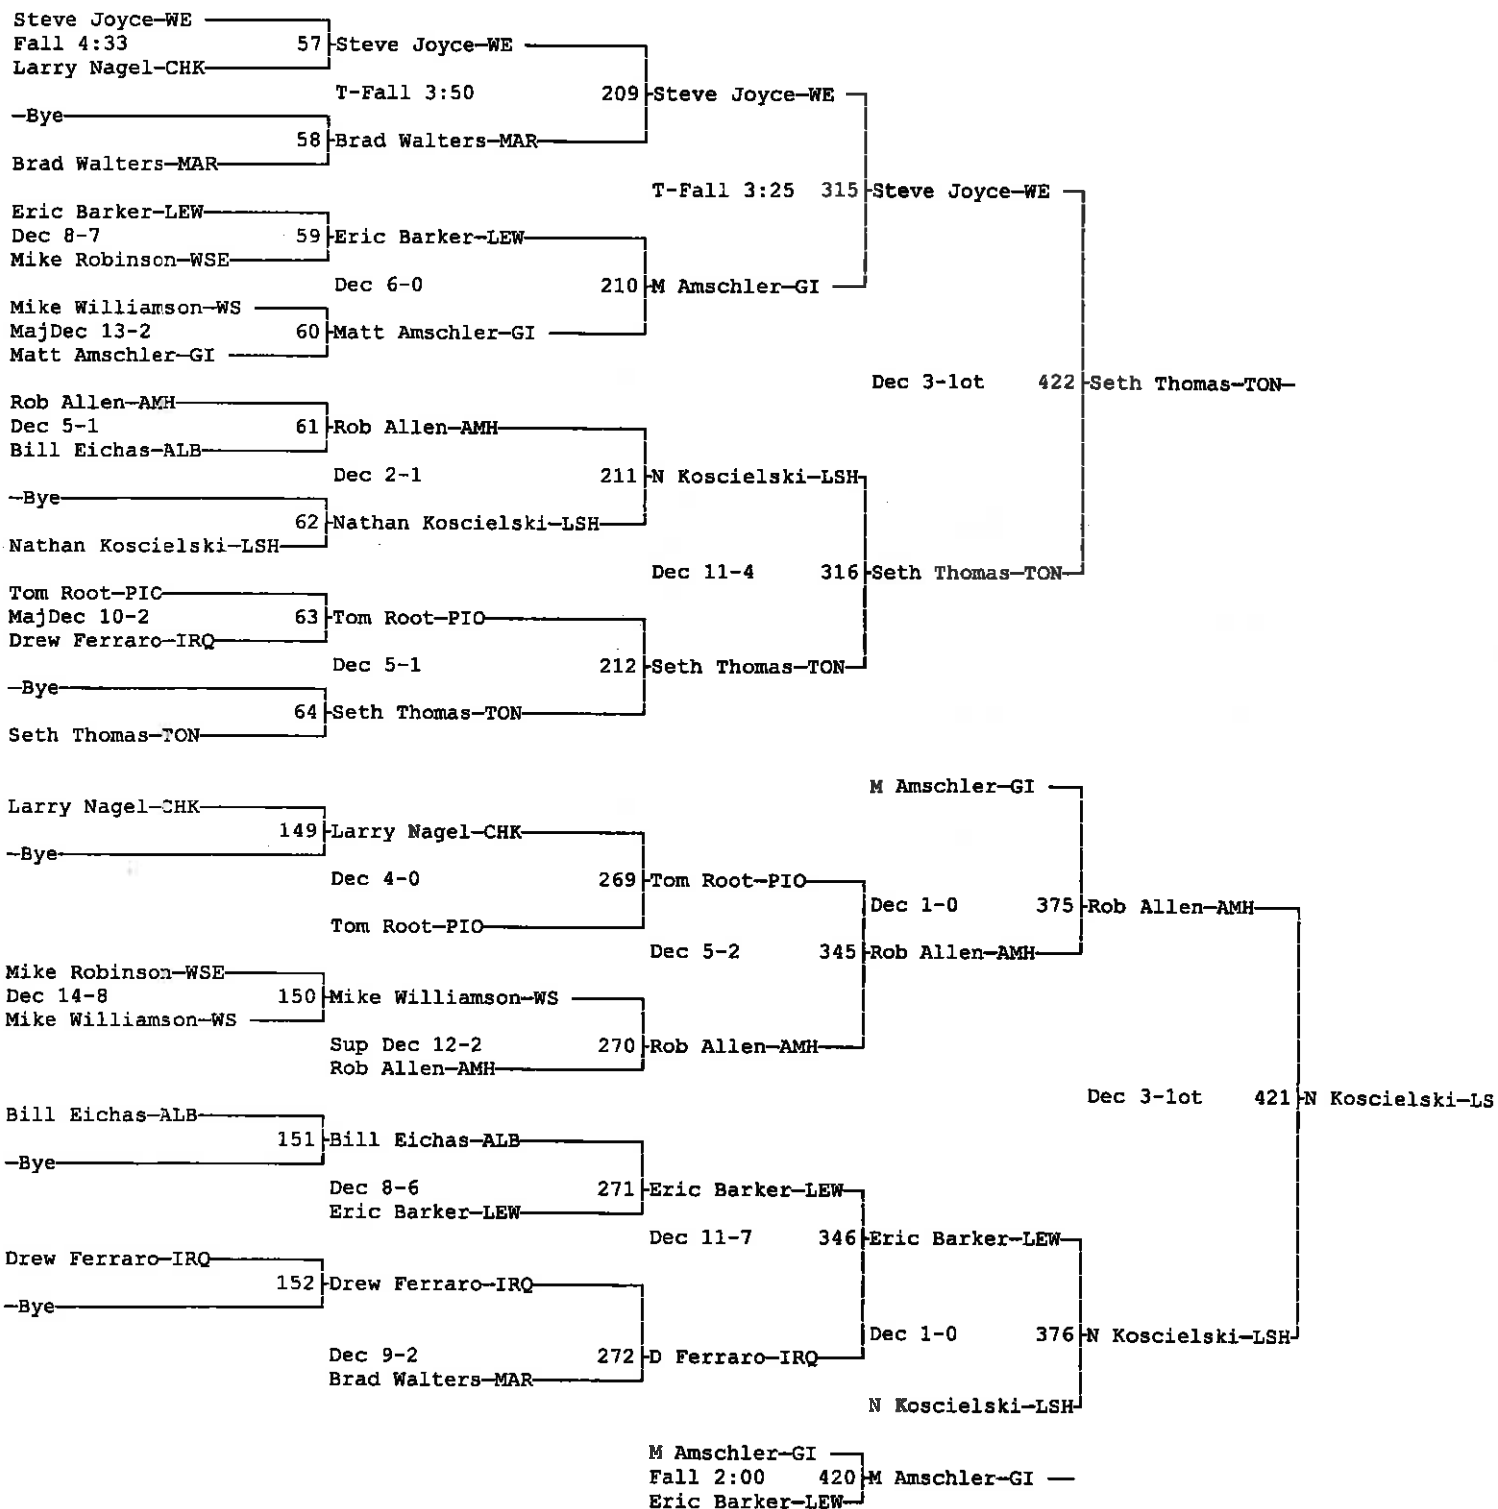 Steve Joyce-WE
Fall 4:33 57 Steve Joyce-WE
Larry Nagel-CHK
T-Fall 3:50 209 Steve Joyce-WE
-Bye
58 Brad Walters-MAR
Brad Walters-MAR
T-Fall 3:25 315 Steve Joyce-WE
Eric Barker-LEW
Dec 8-7 59 Eric Barker-LEW
Mike Robinson-WSE
Dec 6-0 210 M Amschler-GI
Mike Williamson-WS
MajDec 13-2 60 Matt Amschler-GI
Matt Amschler-GI
Dec 3-1ot 422 Seth Thomas-TON-
Rob Allen-AMH
Dec 5-1 61 Rob Allen-AMH
Bill Eichas-ALB
Dec 2-1 211 N Koscielski-LSH
-Bye
62 Nathan Koscielski-LSH
Nathan Koscielski-LSH
Dec 11-4 316 Seth Thomas-TON
Tom Root-PIO
MajDec 10-2 63 Tom Root-PIO
Drew Ferraro-IRQ
Dec 5-1 212 Seth Thomas-TON
-Bye
64 Seth Thomas-TON
Seth Thomas-TON
M Amschler-GI
Larry Nagel-CHK
149 Larry Nagel-CHK
-Bye
Dec 4-0 269 Tom Root-PIO
Dec 1-0 375 Rob Allen-AMH
Tom Root-PIO
Dec 5-2 345 Rob Allen-AMH
Mike Robinson-WSE
Dec 14-8 150 Mike Williamson-WS
Mike Williamson-WS
Sup Dec 12-2 270 Rob Allen-AMH
Rob Allen-AMH
Dec 3-1ot 421 N Koscielski-LS
Bill Eichas-ALB
151 Bill Eichas-ALB
-Bye
Dec 8-6 271 Eric Barker-LEW
Eric Barker-LEW
Dec 11-7 346 Eric Barker-LEW
Drew Ferraro-IRQ
152 Drew Ferraro-IRQ
-Bye
Dec 1-0 376 N Koscielski-LSH
Dec 9-2 272 D Ferraro-IRQ
Brad Walters-MAR
N Koscielski-LSH
M Amschler-GI
Fall 2:00 420 M Amschler-GI -
Eric Barker-LEW